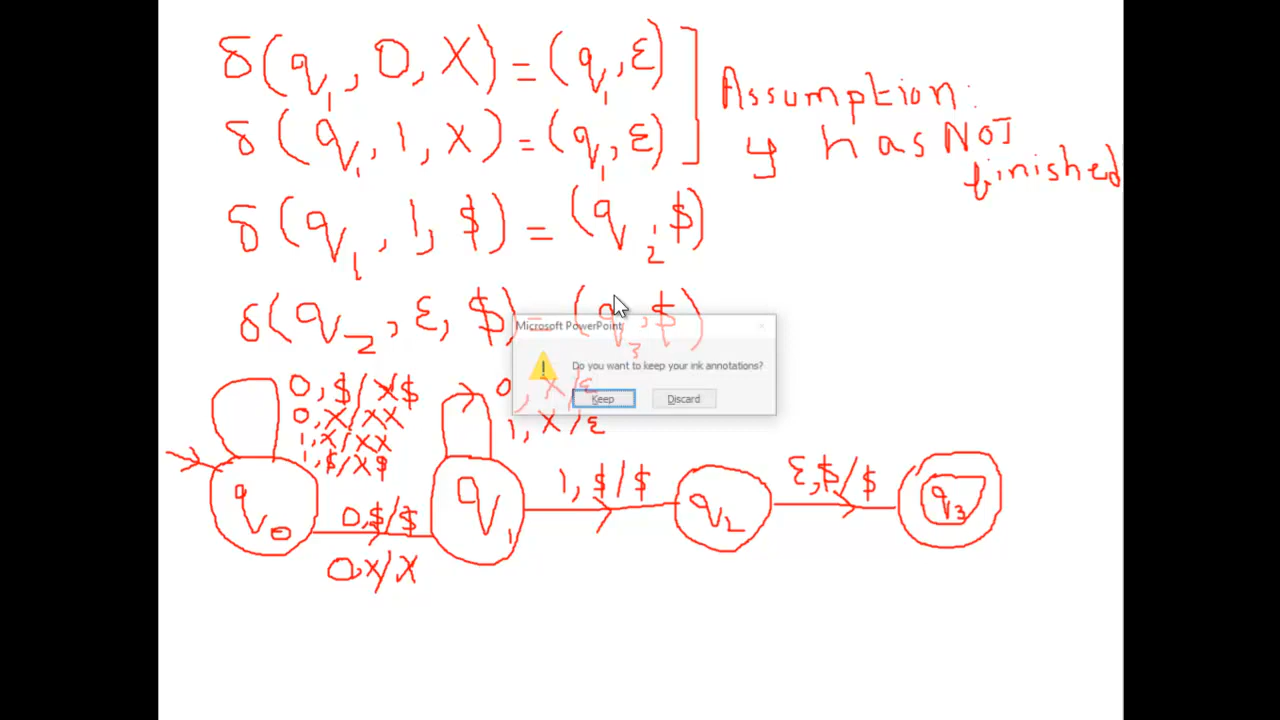 δ(q₁, 0, X) = (q₁, ε)
δ(q₁, 1, X) = (q₁, ε)
Assumption:
y has NOT
finished
δ(q₁, 1, $) = (q₂, $)
δ(q₂, ε, $) = (q₃, $)
Microsoft PowerPoint
Do you want to keep your ink annotations?
Keep
Discard
0, $/X$
0, X/XX
1, X/XX
1, $/X$
0, X/ε
1, X/ε
q₀
0,$/$
0,X/X
q₁
1, $/$
q₂
ε,$/$
q₃